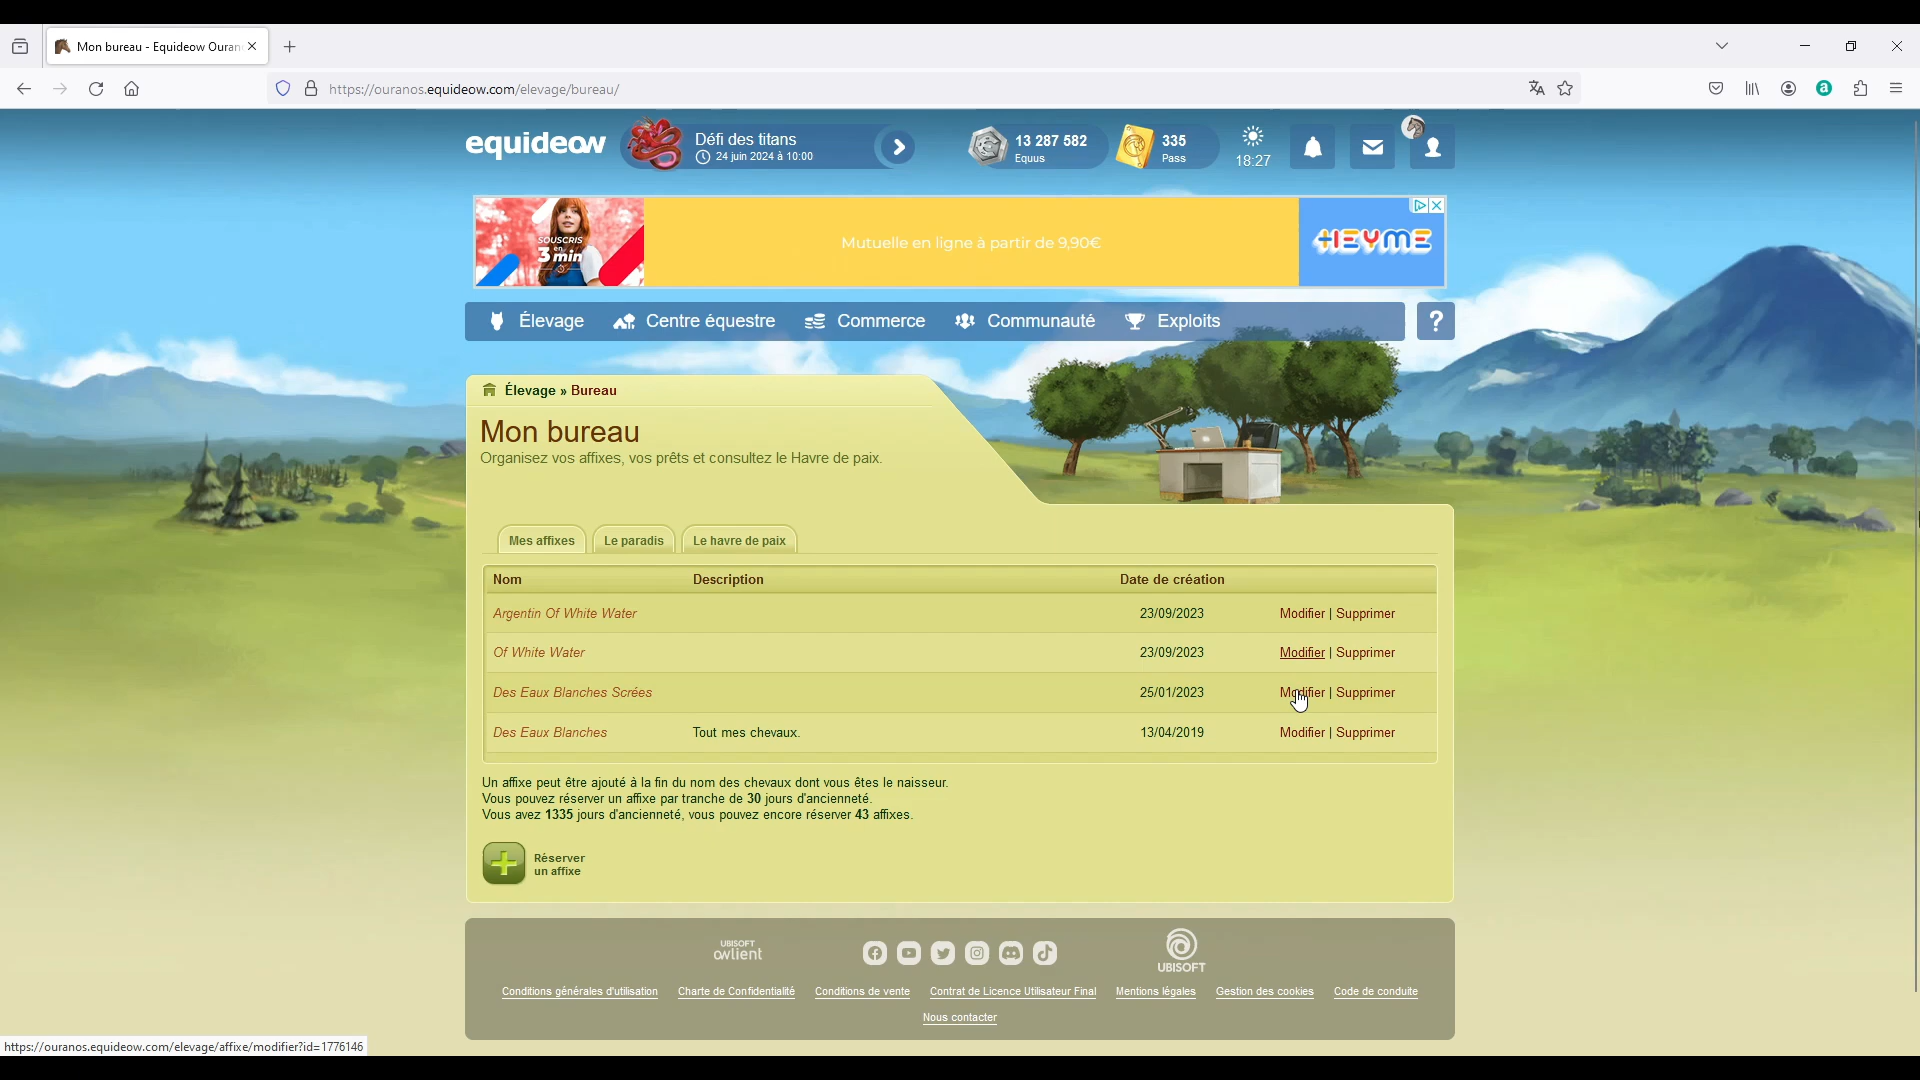 Mon bureau - Equideow Ouran
https://ouranos.equideow.com/elevage/bureau/
equideow
Défi des titans
24 juin 2024 à 10:00
13 287 582
Equus
335
Pass
18:27
SOUSCRIS
en
3 min
Mutuelle en ligne à partir de 9,90€
HEYME
Élevage
Centre équestre
Commerce
Communauté
Exploits
?
Élevage » Bureau
Mon bureau
Organisez vos affixes, vos prêts et consultez le Havre de paix.
Mes affixes
Le paradis
Le havre de paix
Nom Description Date de création
Argentin Of White Water 23/09/2023 Modifier | Supprimer
Of White Water 23/09/2023 Modifier | Supprimer
Des Eaux Blanches Scrées 25/01/2023 Modifier | Supprimer
Des Eaux Blanches Tout mes chevaux. 13/04/2019 Modifier | Supprimer
Un affixe peut être ajouté à la fin du nom des chevaux dont vous êtes le naisseur.
Vous pouvez réserver un affixe par tranche de 30 jours d'ancienneté.
Vous avez 1335 jours d'ancienneté, vous pouvez encore réserver 43 affixes.
Réserver
un affixe
UBISOFT
owlient
UBISOFT
Conditions générales d'utilisation Charte de Confidentialité Conditions de vente Contrat de Licence Utilisateur Final Mentions légales Gestion des cookies Code de conduite
Nous contacter
https://ouranos.equideow.com/elevage/affixe/modifier?id=1776146